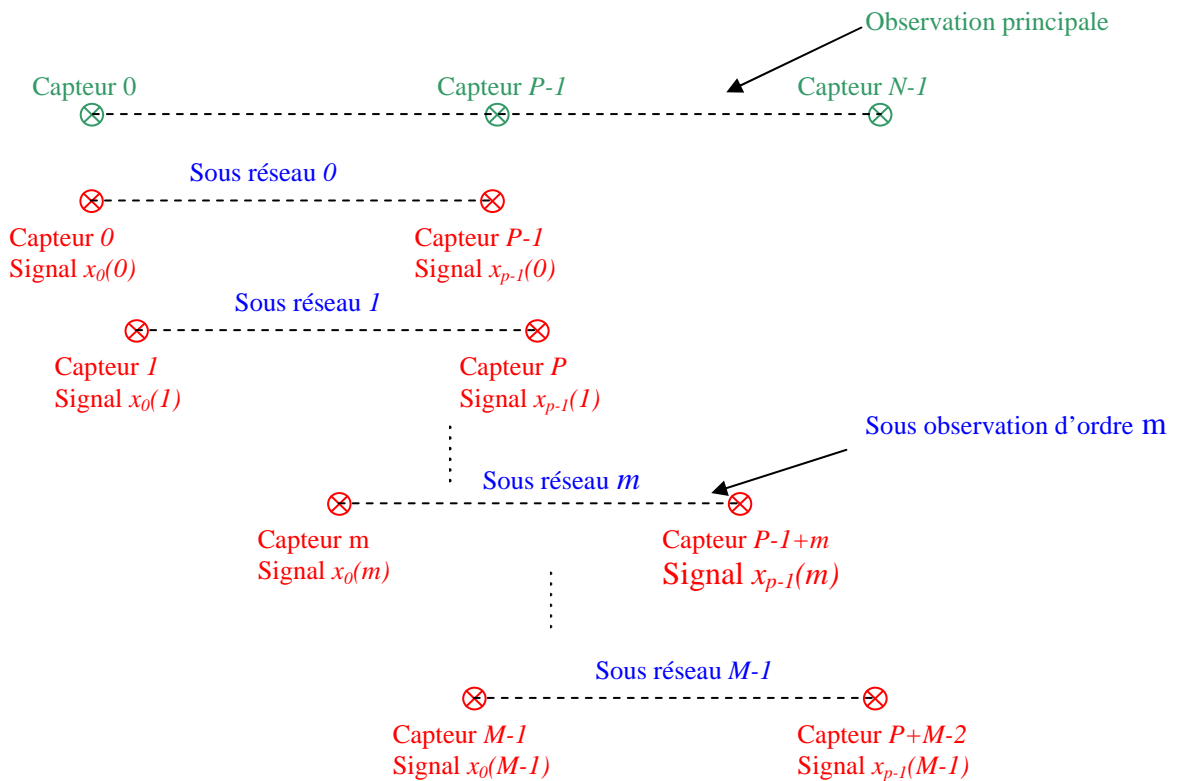 Observation principale
Capteur 0
Capteur P-1
Capteur N-1
Sous réseau 0
Capteur 0
Signal x0(0)
Capteur P-1
Signal xp-1(0)
Sous réseau 1
Capteur 1
Signal x0(1)
Capteur P
Signal xp-1(1)
Sous observation d’ordre m
Sous réseau m
Capteur m
Signal x0(m)
Capteur P-1+m
Signal xp-1(m)
Sous réseau M-1
Capteur M-1
Signal x0(M-1)
Capteur P+M-2
Signal xp-1(M-1)